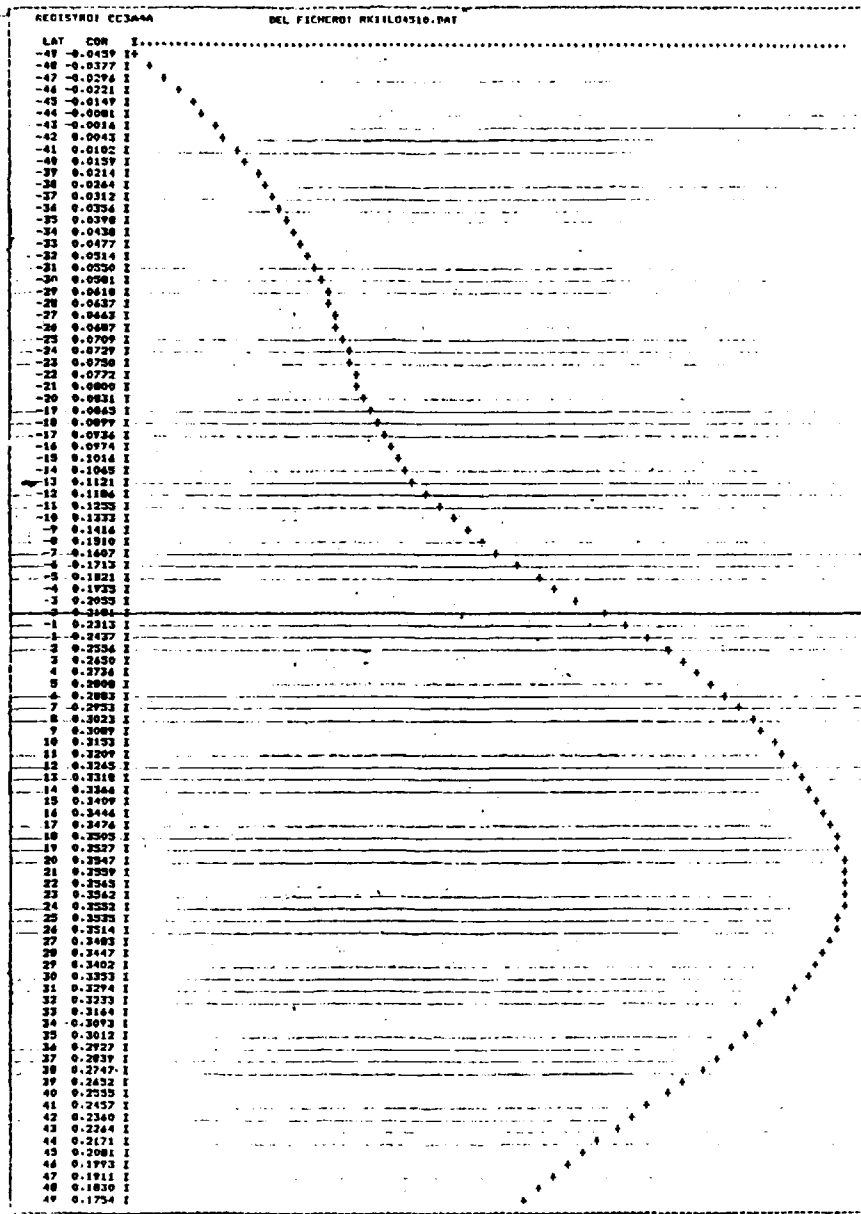 REGISTRO: CC3A4A DEL FICHERO: RK11L04510.DAT
LAT COR I
-49 -0.0459 I+
-48 -0.0377 I
-47 -0.0296 I
-46 -0.0221 I
-45 -0.0149 I
-44 -0.0081 I
-43 -0.0016 I
-42 0.0043 I
-41 0.0102 I
-40 0.0159 I
-39 0.0214 I
-38 0.0264 I
-37 0.0312 I
-36 0.0356 I
-35 0.0398 I
-34 0.0438 I
-33 0.0477 I
-32 0.0514 I
-31 0.0550 I
-30 0.0581 I
-29 0.0610 I
-28 0.0637 I
-27 0.0663 I
-26 0.0687 I
-25 0.0709 I
-24 0.0729 I
-23 0.0750 I
-22 0.0772 I
-21 0.0800 I
-20 0.0831 I
-19 0.0865 I
-18 0.0899 I
-17 0.0936 I
-16 0.0974 I
-15 0.1016 I
-14 0.1065 I
-13 0.1121 I
-12 0.1186 I
-11 0.1255 I
-10 0.1333 I
-9 0.1416 I
-8 0.1510 I
-7 0.1607 I
-6 0.1713 I
-5 0.1821 I
-4 0.1935 I
-3 0.2055 I
-2 I
-1 0.2313 I
1 0.2437 I
2 0.2556 I
3 0.2650 I
4 0.2736 I
5 0.2808 I
6 0.2883 I
7 0.2953 I
8 0.3023 I
9 0.3089 I
10 0.3153 I
11 0.3209 I
12 0.3265 I
13 0.3318 I
14 0.3366 I
15 0.3409 I
16 0.3446 I
17 0.3476 I
18 0.3505 I
19 0.3527 I
20 0.3547 I
21 0.3559 I
22 0.3565 I
23 0.3562 I
24 0.3552 I
25 0.3535 I
26 0.3514 I
27 0.3483 I
28 0.3447 I
29 0.3402 I
30 0.3353 I
31 0.3294 I
32 0.3233 I
33 0.3164 I
34 0.3093 I
35 0.3012 I
36 0.2927 I
37 0.2839 I
38 0.2747 I
39 0.2652 I
40 0.2555 I
41 0.2457 I
42 0.2360 I
43 0.2264 I
44 0.2171 I
45 0.2081 I
46 0.1993 I
47 0.1911 I
48 0.1830 I
49 0.1754 I